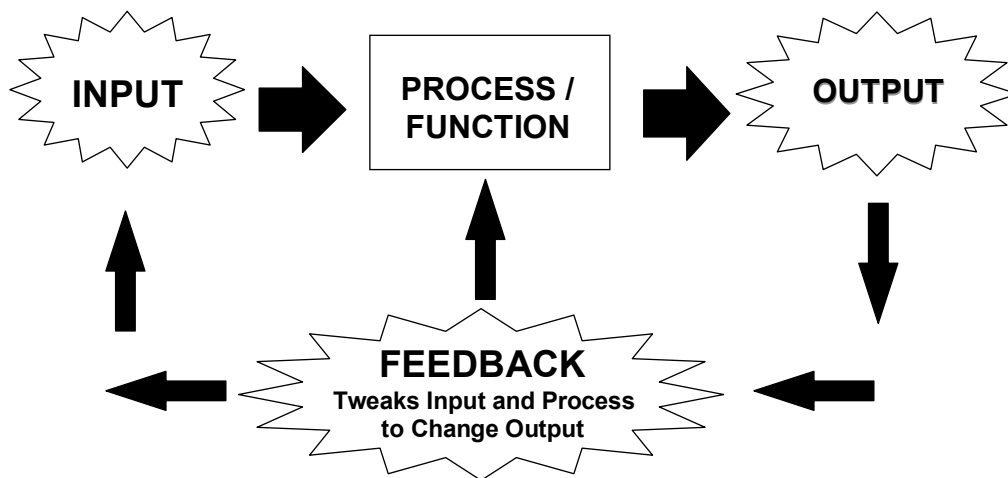 INPUT
PROCESS /
FUNCTION
OUTPUT
FEEDBACK
Tweaks Input and Process
to Change Output